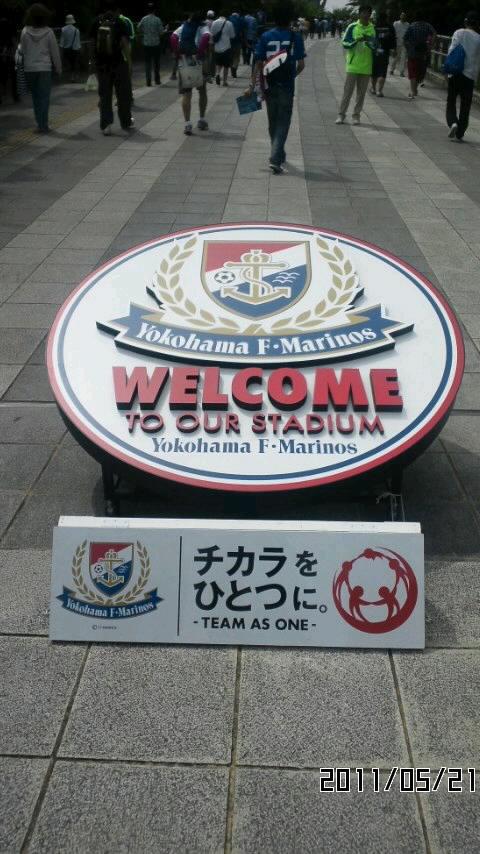 23
Yokohama F·Marinos
WELCOME
TO OUR STADIUM
Yokohama F·Marinos
チカラを
ひとつに。
-TEAM AS ONE-
Yokohama F·Marinos
2011/05/21